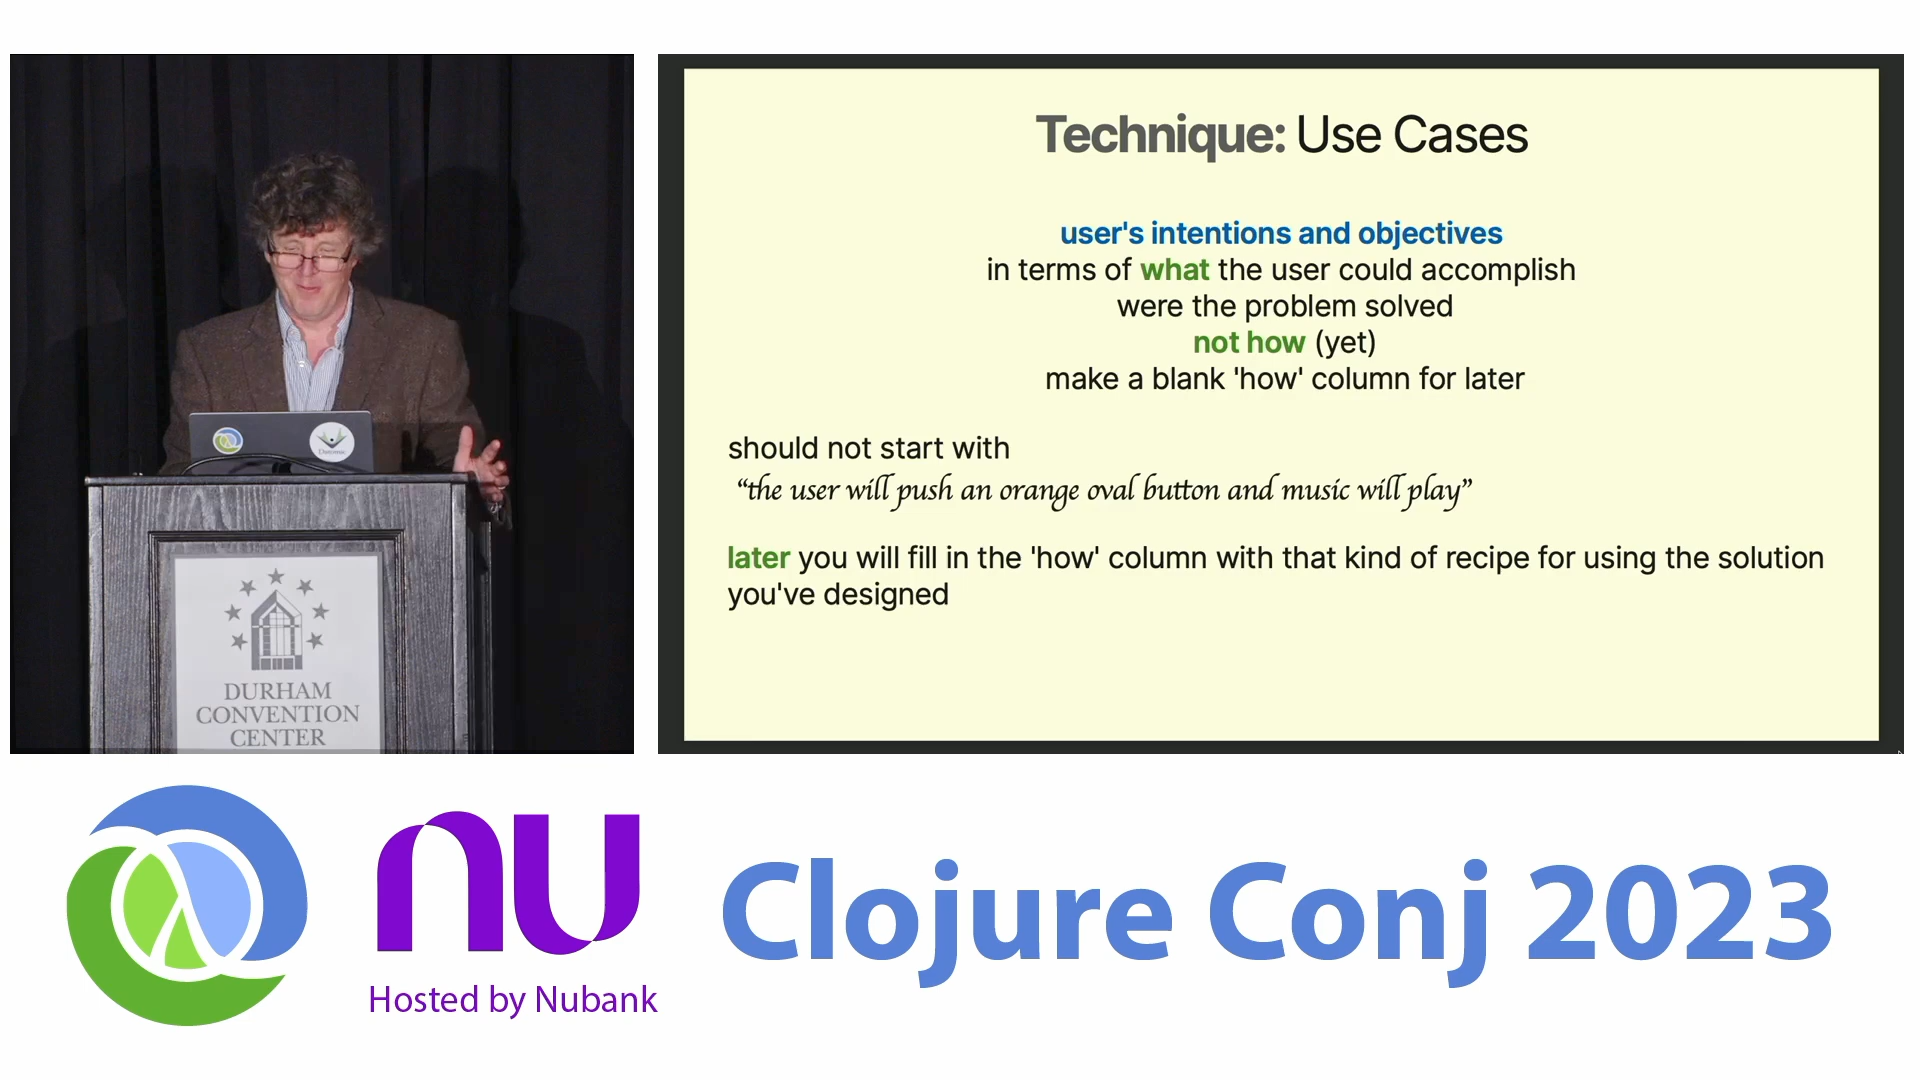 Technique: Use Cases
user's intentions and objectives
in terms of what the user could accomplish
were the problem solved
not how (yet)
make a blank 'how' column for later
should not start with
“the user will push an orange oval button and music will play”
later you will fill in the 'how' column with that kind of recipe for using the solution
you've designed
Datomic
DURHAM
CONVENTION
CENTER
nu
Hosted by Nubank
Clojure Conj 2023